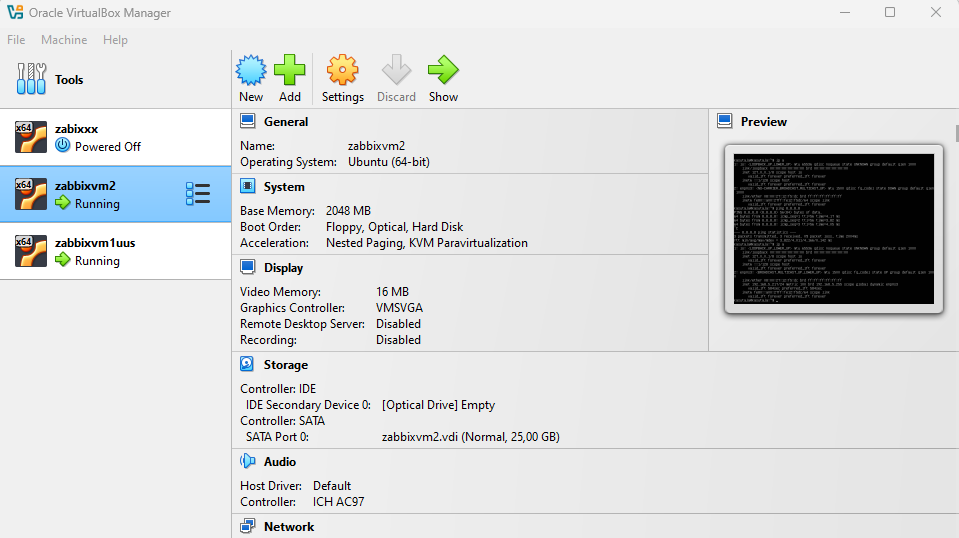 Oracle VirtualBox Manager
File Machine Help
Tools
New Add Settings Discard Show
x64 zabixxx
Powered Off
x64 zabbixvm2
Running
x64 zabbixvm1uus
Running
General
Name: zabbixvm2
Operating System: Ubuntu (64-bit)
System
Base Memory: 2048 MB
Boot Order: Floppy, Optical, Hard Disk
Acceleration: Nested Paging, KVM Paravirtualization
Display
Video Memory: 16 MB
Graphics Controller: VMSVGA
Remote Desktop Server: Disabled
Recording: Disabled
Storage
Controller: IDE
IDE Secondary Device 0: [Optical Drive] Empty
Controller: SATA
SATA Port 0: zabbixvm2.vdi (Normal, 25,00 GB)
Audio
Host Driver: Default
Controller: ICH AC97
Network
Preview